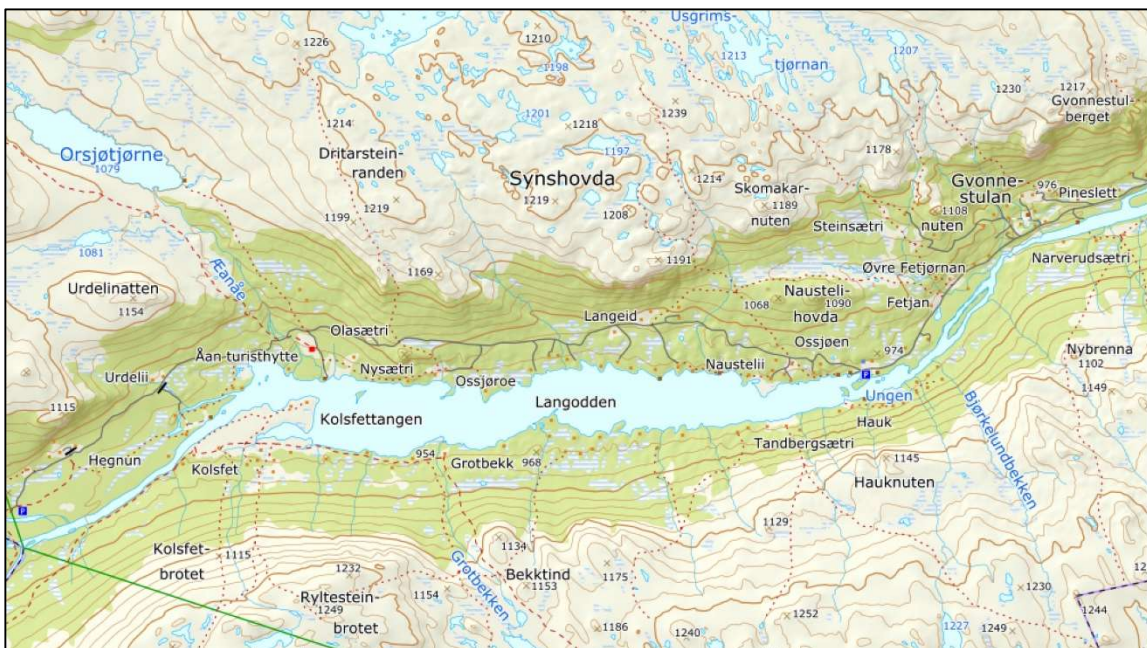 Usgrims-
tjørnan
1226
1210
1213
1207
1198
1217
Gvonnestul-
berget
1230
1239
1201
1218
1214
1197
1178
Dritarstein-
randen
Orsjøtjørne
1079
Synshovda
1214
Skomakar-
1189
nuten
Gvonne-
stulan
976
Pineslett
1108
nuten
1219
1219
1208
1199
Steinsætri
1081
1191
Narverudsætri
1169
Øvre Fetjørnan
Æanåe
Urdelinatten
1154
Nausteli-
hovda
1068
1090
Fetjan
Langeid
Ossjøen
Olasætri
974
Åan turisthytte
Nysætri
Naustelii
Nybrenna
1102
Urdelii
Ossjøroe
Ungen
1149
1115
Langodden
Kolsfettangen
Hauk
Bjørkelundbekken
Tandbergsætri
954
Grotbekk
968
Hegnun
Kolsfet
1145
Hauknuten
P
P
1129
1134
Kolsfet-
brotet
1115
Grotbekken
Bekktind
1153
1175
1232
Ryltestein-
1249
brotet
1154
1230
1244
1252
1186
1240
1227
1249